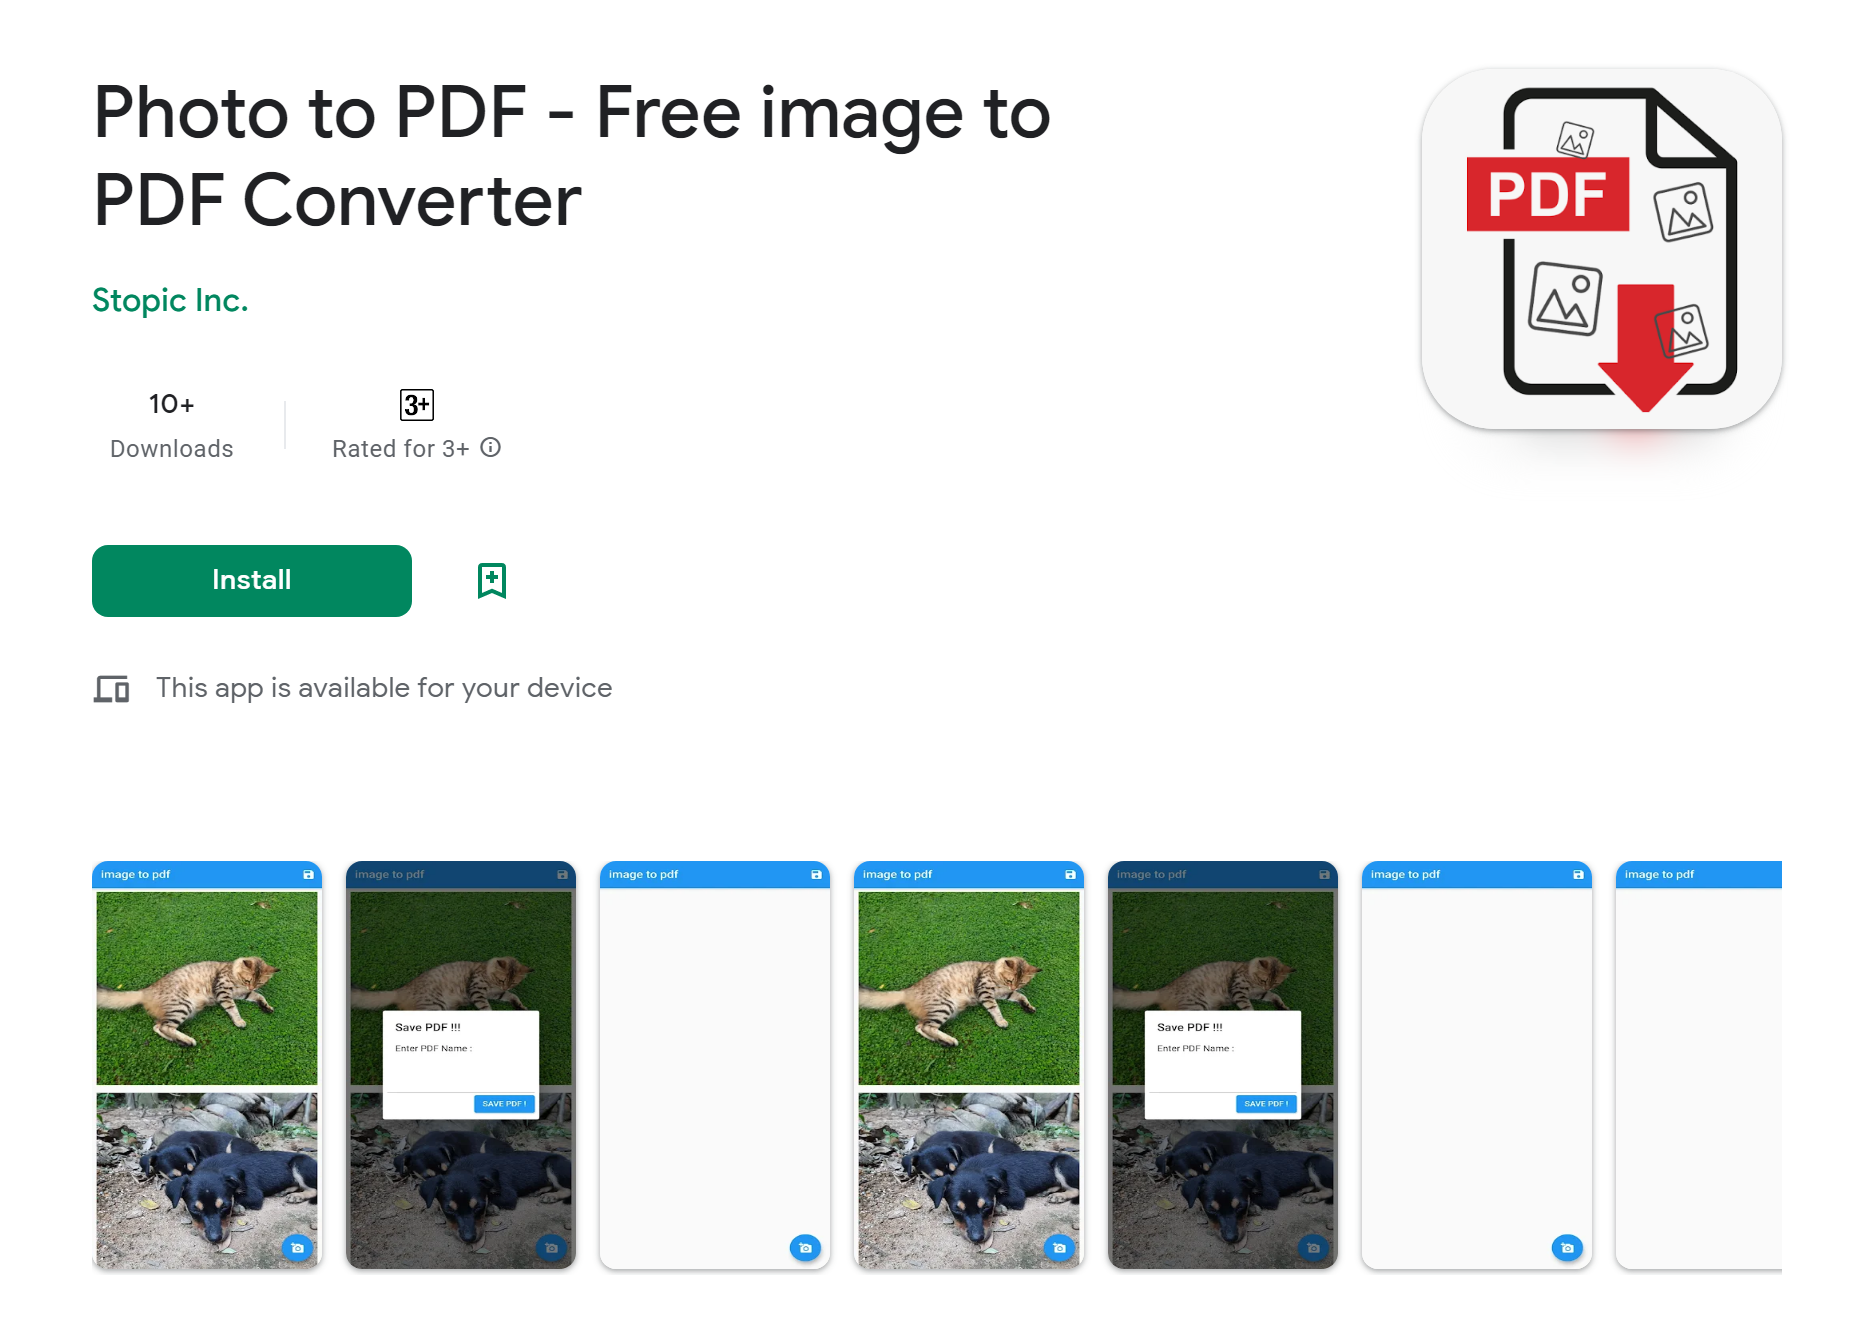 Photo to PDF - Free image to
PDF Converter
PDF
Stopic Inc.
10+
Downloads
3+
Rated for 3+
Install
This app is available for your device
image to pdf
image to pdf
Save PDF !!!
Enter PDF Name :
SAVE PDF !
image to pdf
image to pdf
image to pdf
Save PDF !!!
Enter PDF Name :
SAVE PDF !
image to pdf
image to pdf